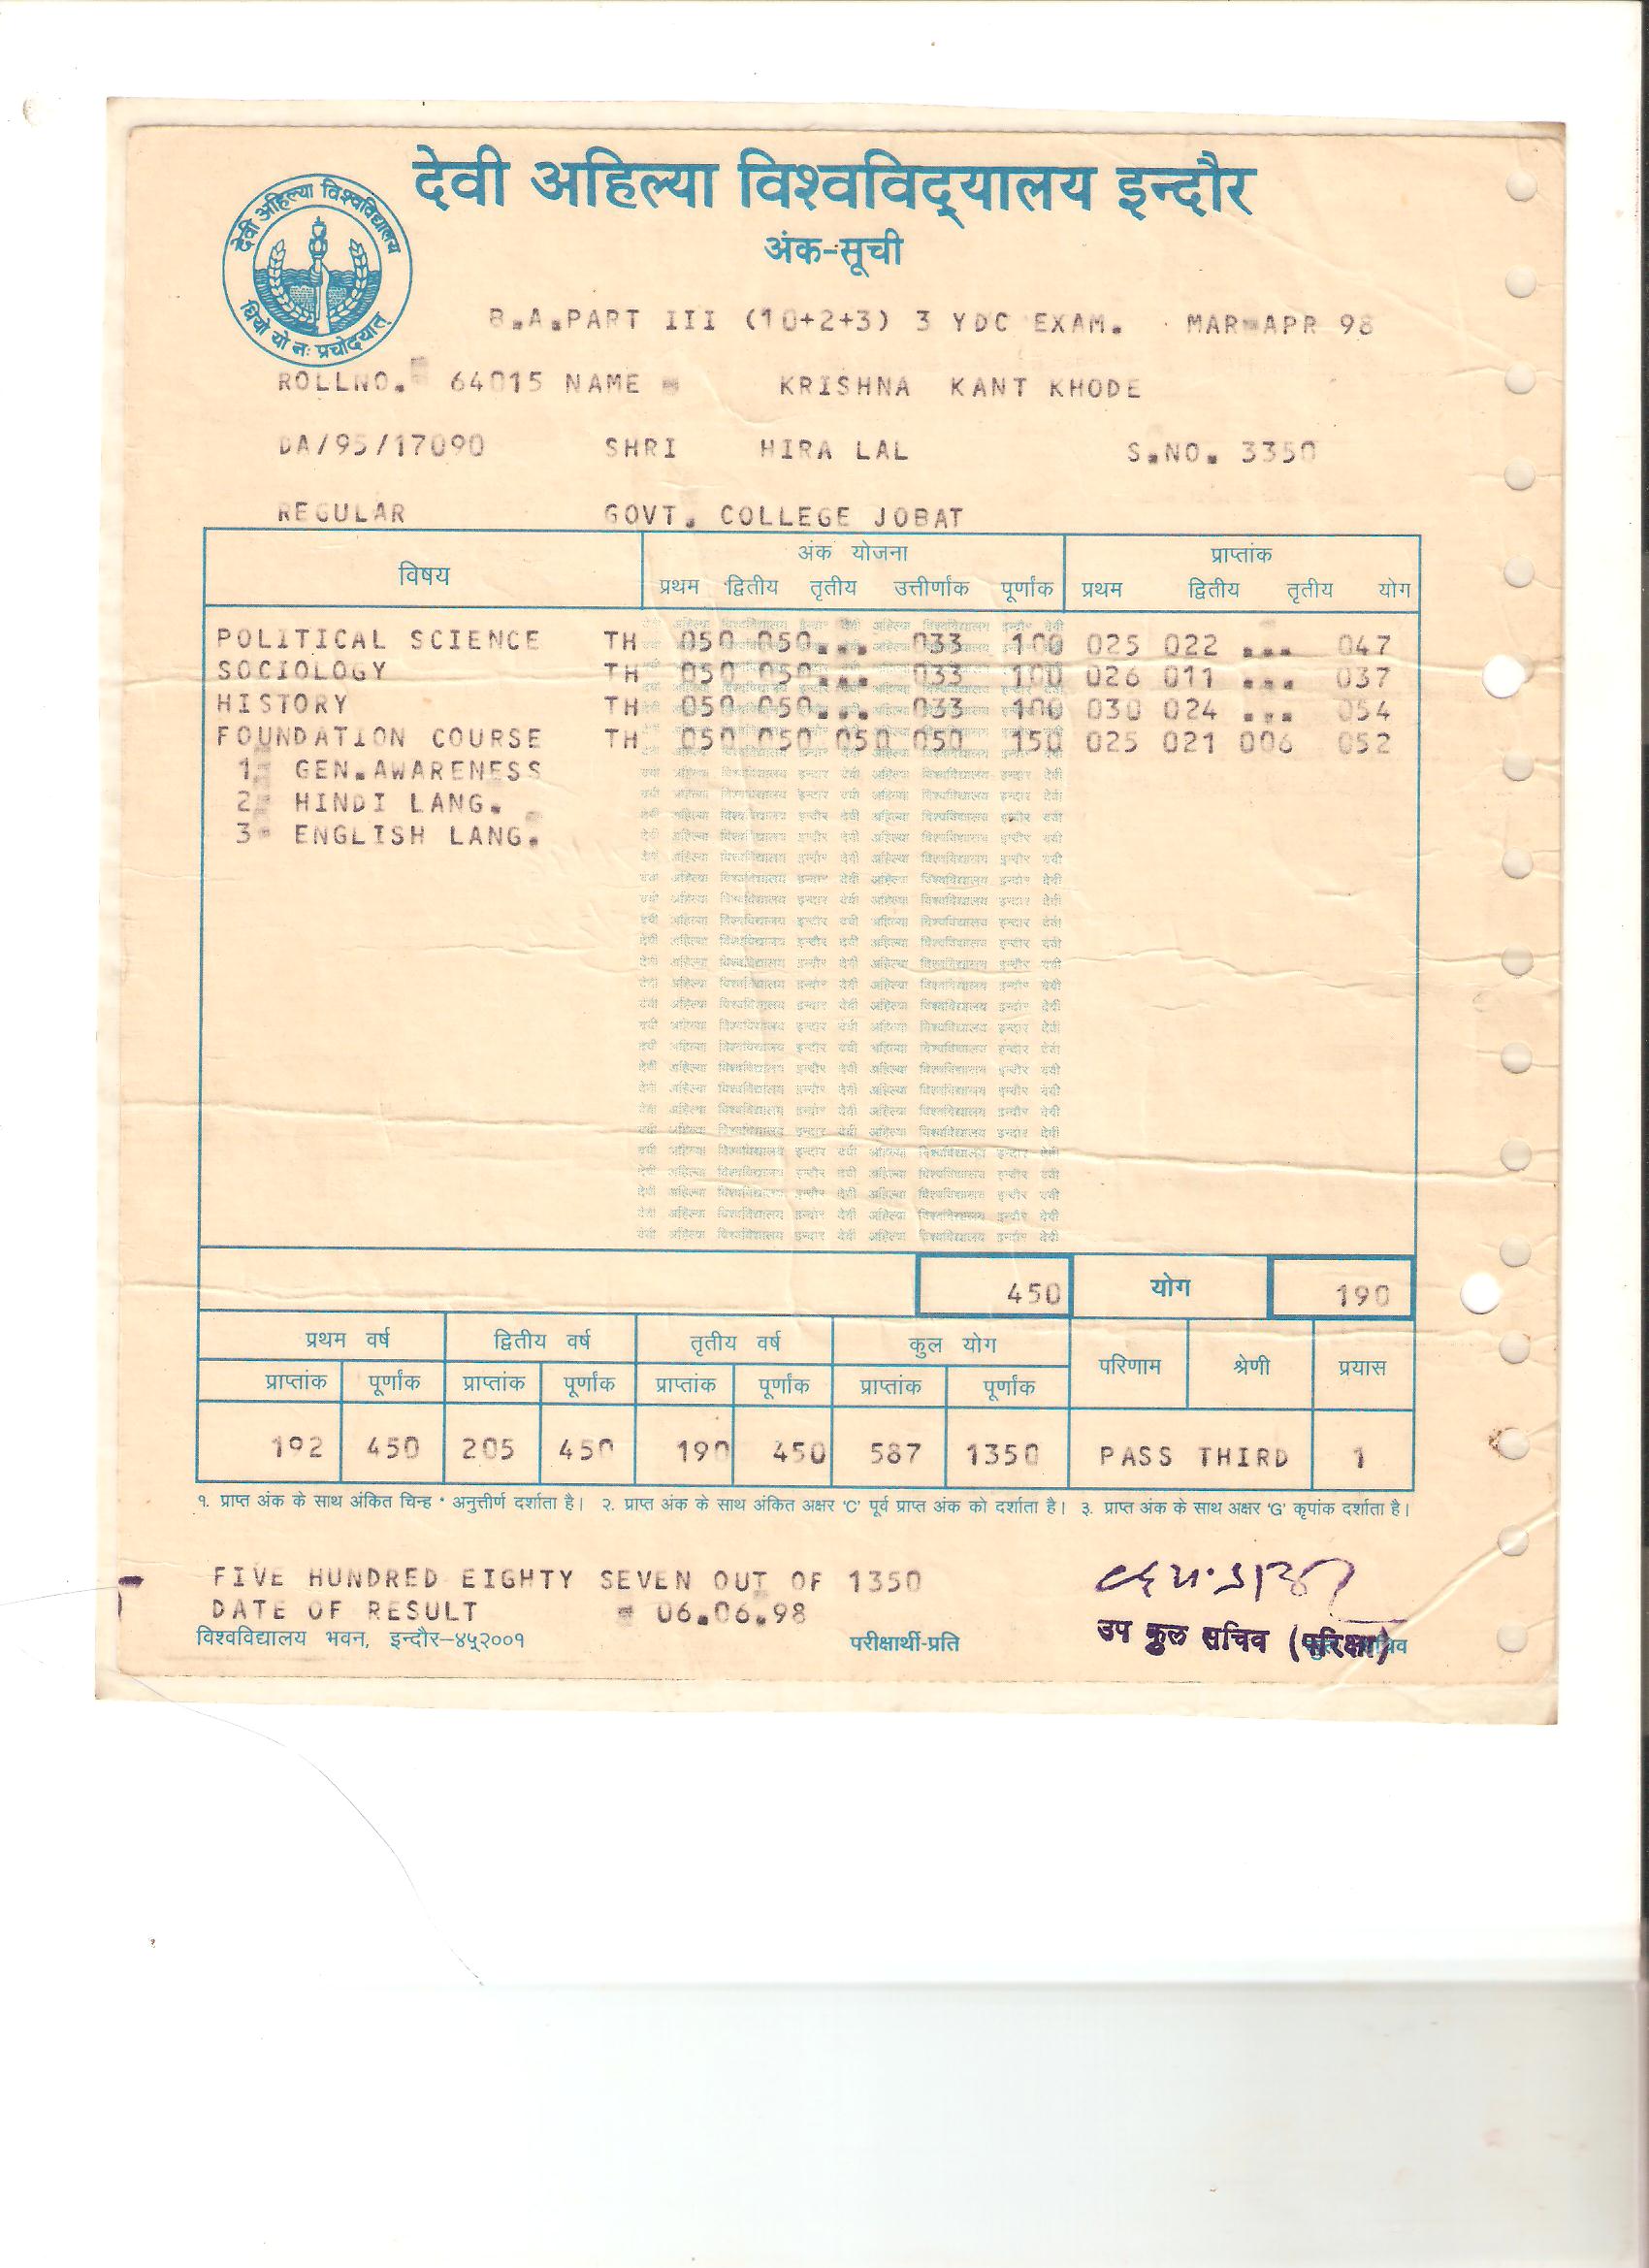 देवी अहिल्या विश्वविद्यालय इन्दौर
देवी अहिल्या विश्वविद्यालय
धियो यो नः प्रचोदयात्
अंक-सूची
B.A.PART III (10+2+3) 3 YDC EXAM. MAR-APR 98
ROLLNO. 64015 NAME KRISHNA KANT KHODE
DA/95/17090 SHRI HIRA LAL S.NO. 3350
REGULAR GOVT. COLLEGE JOBAT
विषय अंक योजना प्राप्तांक
प्रथम द्वितीय तृतीय उत्तीर्णांक पूर्णांक प्रथम द्वितीय तृतीय योग
POLITICAL SCIENCE TH 050 050... 033 100 025 022 ... 047
SOCIOLOGY TH 050 050... 033 100 026 011 ... 037
HISTORY TH 050 050... 033 100 030 024 ... 054
FOUNDATION COURSE TH 050 050 050 050 150 025 021 006 052
1 GEN.AWARENESS
2 HINDI LANG.
3 ENGLISH LANG.
450 योग 190
प्रथम वर्ष द्वितीय वर्ष तृतीय वर्ष कुल योग परिणाम श्रेणी प्रयास
प्राप्तांक पूर्णांक प्राप्तांक पूर्णांक प्राप्तांक पूर्णांक प्राप्तांक पूर्णांक
192 450 205 450 190 450 587 1350 PASS THIRD 1
१. प्राप्त अंक के साथ अंकित चिन्ह * अनुत्तीर्ण दर्शाता है। २. प्राप्त अंक के साथ अंकित अक्षर 'C' पूर्व प्राप्त अंक को दर्शाता है। ३. प्राप्त अंक के साथ अक्षर 'G' कृपांक दर्शाता है।
FIVE HUNDRED EIGHTY SEVEN OUT OF 1350
DATE OF RESULT = 06.06.98
विश्वविद्यालय भवन, इन्दौर-४५२००१ परीक्षार्थी-प्रति उप कुल सचिव (परिक्षा)